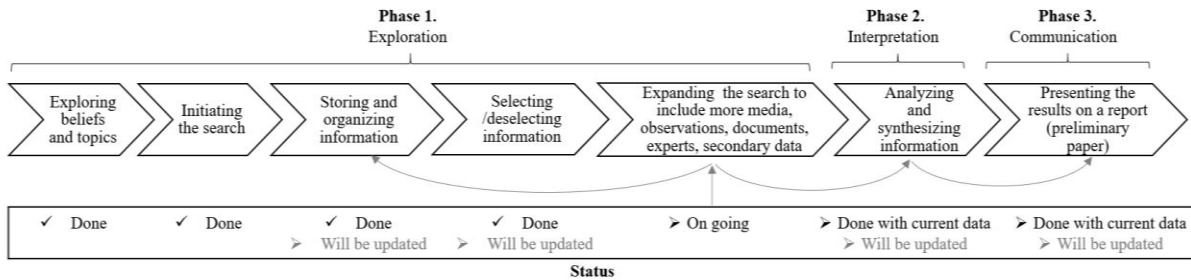 Phase 1.
Exploration
Phase 2.
Interpretation
Phase 3.
Communication
Exploring
beliefs
and topics
Initiating
the search
Storing and
organizing
information
Selecting
/deselecting
information
Expanding the search to
include more media,
observations, documents,
experts, secondary data
Analyzing
and
synthesizing
information
Presenting the
results on a report
(preliminary
paper)
✓ Done
✓ Done
✓ Done
➢ Will be updated
✓ Done
➢ Will be updated
➢ On going
➢ Done with current data
➢ Will be updated
➢ Done with current data
➢ Will be updated
Status